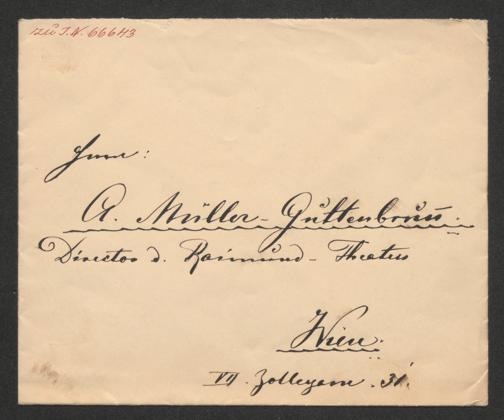 zu I.N. 66643
Herrn:
A. Müller-Guttenbrunn.
Director d. Raimund-Theaters
Wien.
VII. Zollergasse. 31.